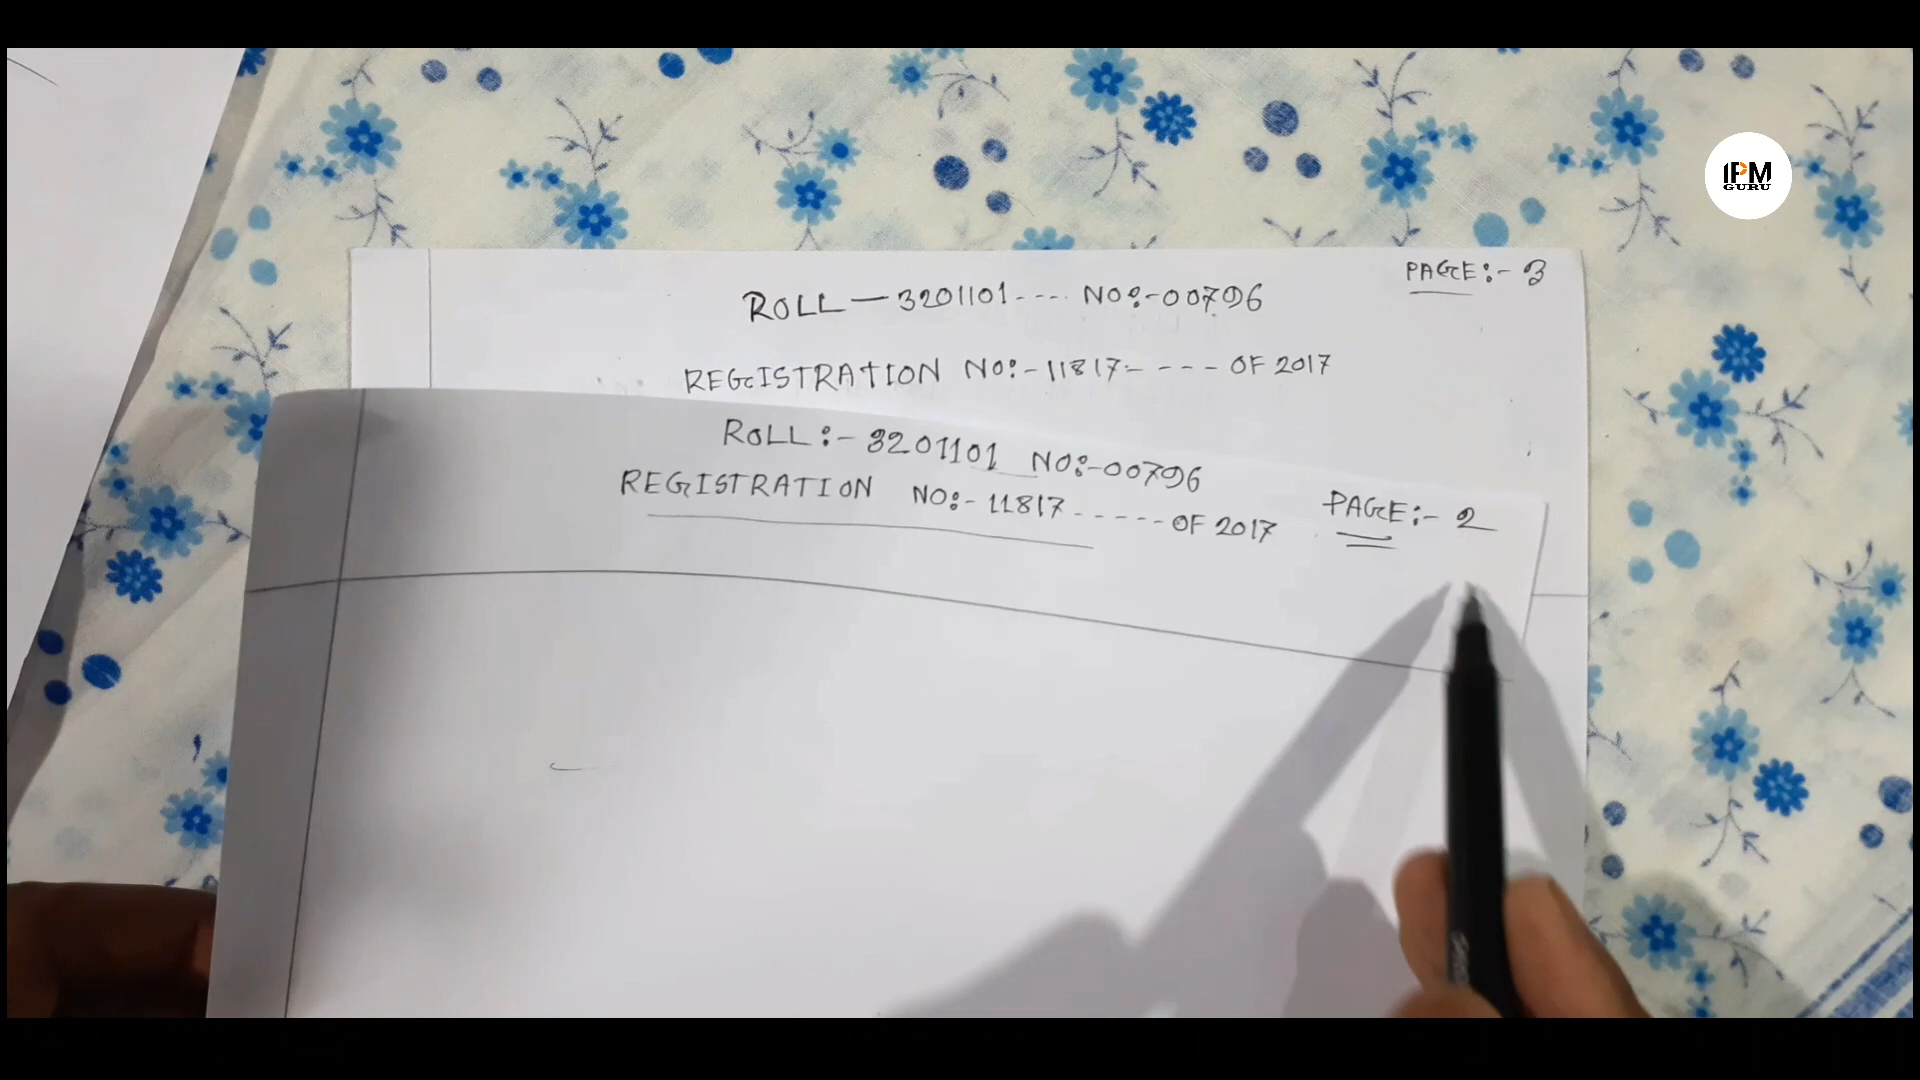 IPM
GURU
PAGE:- 3
ROLL — 3201101---- NO:-00796
REGISTRATION NO:-11817- - - - OF 2017
ROLL:- 3201101 NO:-00796
REGISTRATION NO:- 11817 - - - - - OF 2017
PAGE:- 2